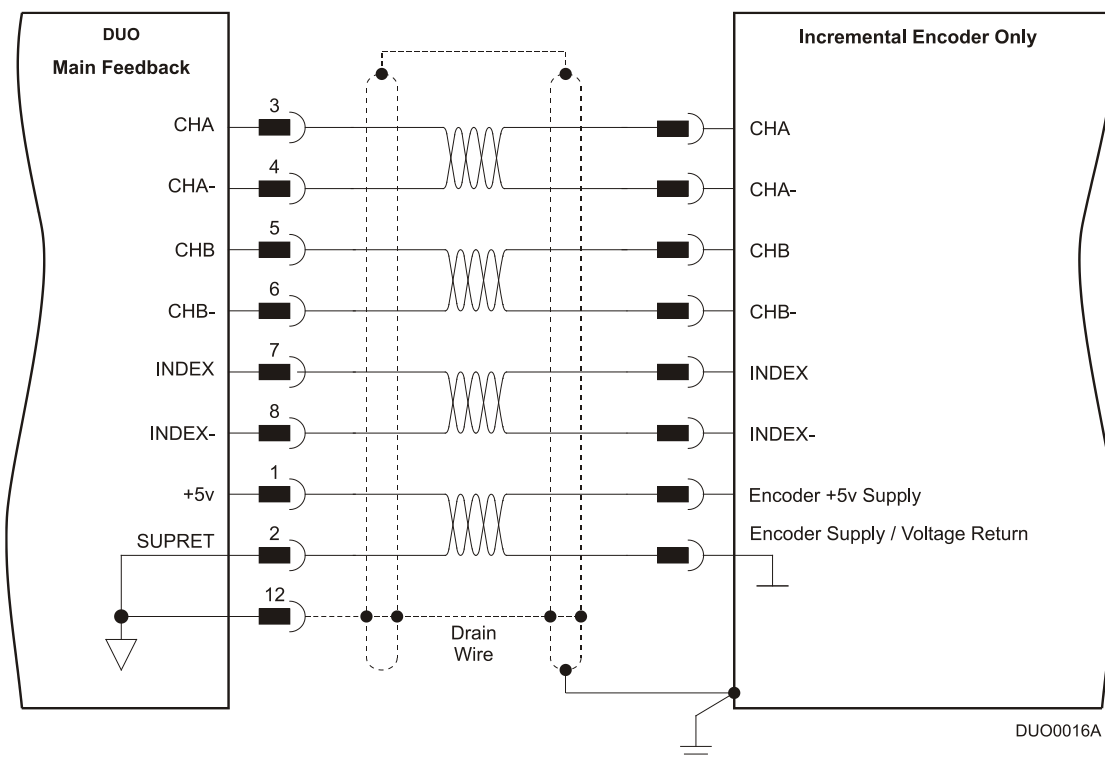 DUO
Main Feedback
Incremental Encoder Only
CHA
3
CHA
CHA-
4
CHA-
CHB
5
CHB
CHB-
6
CHB-
INDEX
7
INDEX
INDEX-
8
INDEX-
+5v
1
Encoder +5v Supply
SUPRET
2
Encoder Supply / Voltage Return
12
Drain
Wire
DUO0016A